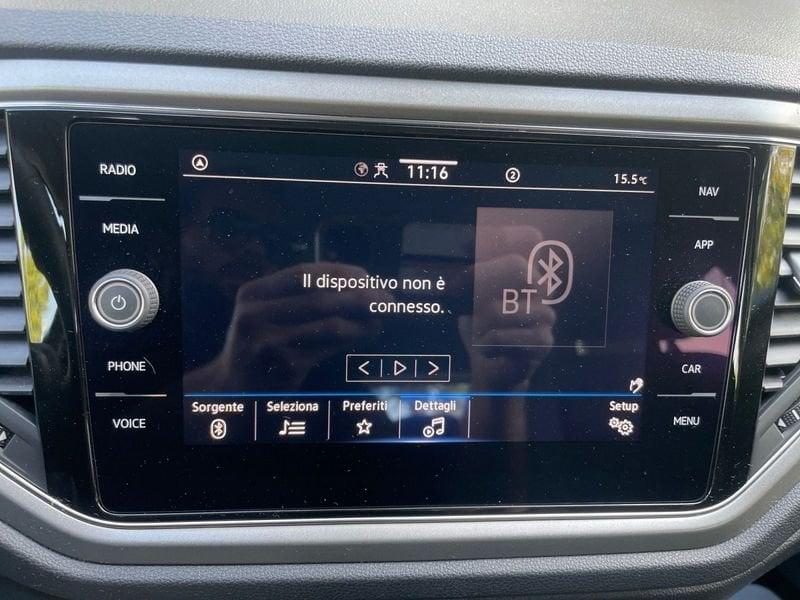 RADIO
MEDIA
PHONE
VOICE
11:16
2
15.5°C
Il dispositivo non è
connesso.
BT
Sorgente
Seleziona
Preferiti
Dettagli
Setup
NAV
APP
CAR
MENU